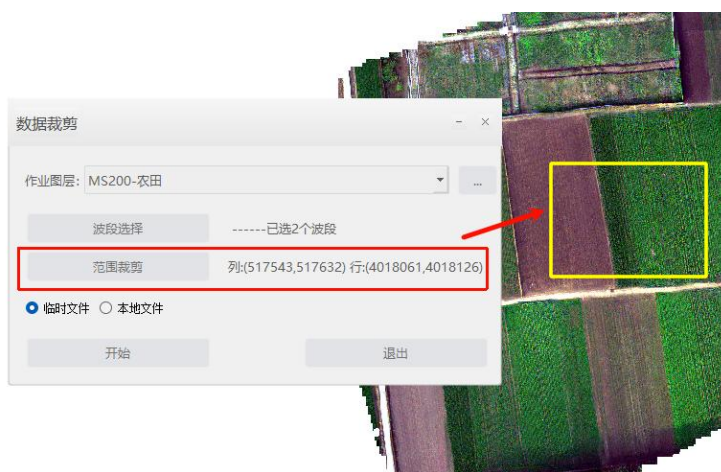 数据裁剪
作业图层: MS200-农田
...
波段选择 ------已选2个波段
范围裁剪 列:(517543,517632) 行:(4018061,4018126)
临时文件 本地文件
开始 退出